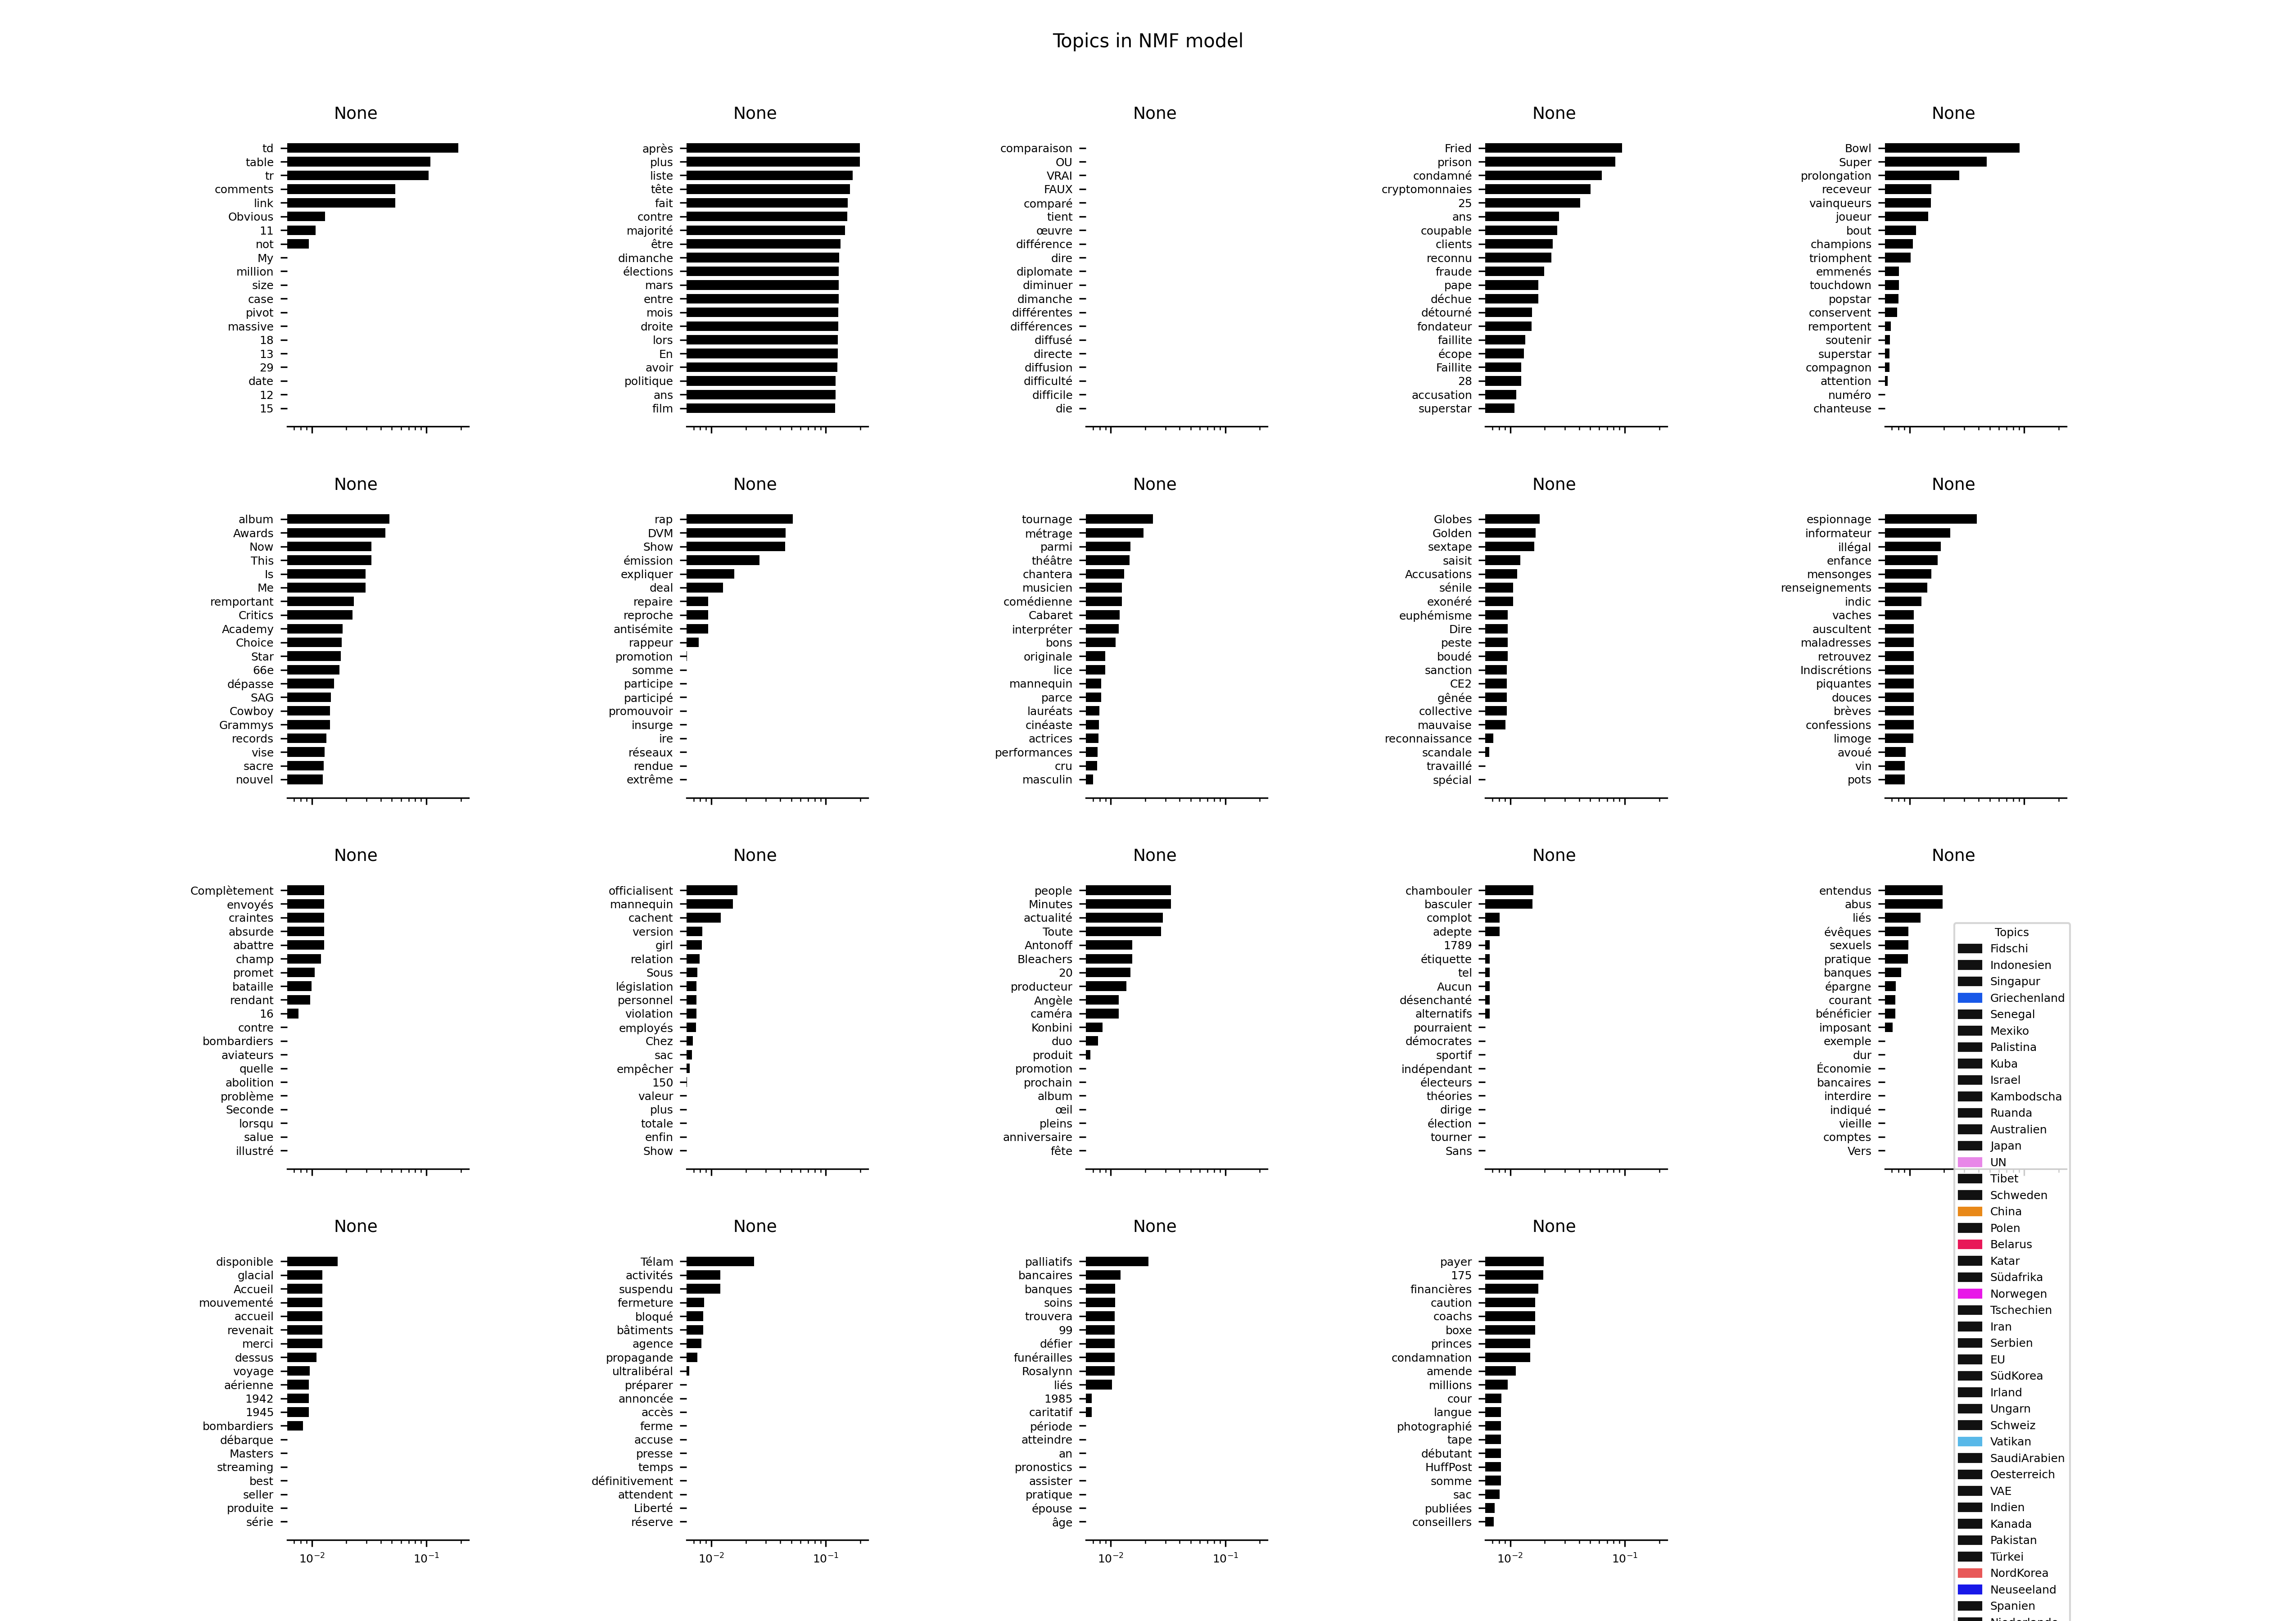 Topics in NMF model
None
td
table
tr
comments
link
Obvious
11
not
My
million
size
case
pivot
massive
18
13
29
date
12
15
None
après
plus
liste
tête
fait
contre
majorité
être
dimanche
élections
mars
entre
mois
droite
lors
En
avoir
politique
ans
film
None
comparaison
OU
VRAI
FAUX
comparé
tient
œuvre
différence
dire
diplomate
diminuer
dimanche
différentes
différences
diffusé
directe
diffusion
difficulté
difficile
die
None
Fried
prison
condamné
cryptomonnaies
25
ans
coupable
clients
reconnu
fraude
pape
déchue
détourné
fondateur
faillite
écope
Faillite
28
accusation
superstar
None
Bowl
Super
prolongation
receveur
vainqueurs
joueur
bout
champions
triomphent
emmenés
touchdown
popstar
conservent
remportent
soutenir
superstar
compagnon
attention
numéro
chanteuse
None
album
Awards
Now
This
Is
Me
remportant
Critics
Academy
Choice
Star
66e
dépasse
SAG
Cowboy
Grammys
records
vise
sacre
nouvel
None
rap
DVM
Show
émission
expliquer
deal
repaire
reproche
antisémite
rappeur
promotion
somme
participe
participé
promouvoir
insurge
ire
réseaux
rendue
extrême
None
tournage
métrage
parmi
théâtre
chantera
musicien
comédienne
Cabaret
interpréter
bons
originale
lice
mannequin
parce
lauréats
cinéaste
actrices
performances
cru
masculin
None
Globes
Golden
sextape
saisit
Accusations
sénile
exonéré
euphémisme
Dire
peste
boudé
sanction
CE2
gênée
collective
mauvaise
reconnaissance
scandale
travaillé
spécial
None
espionnage
informateur
illégal
enfance
mensonges
renseignements
indic
vaches
auscultent
maladresses
retrouvez
Indiscrétions
piquantes
douces
brèves
confessions
limoge
avoué
vin
pots
None
Complètement
envoyés
craintes
absurde
abattre
champ
promet
bataille
rendant
16
contre
bombardiers
aviateurs
quelle
abolition
problème
Seconde
lorsqu
salue
illustré
None
officialisent
mannequin
cachent
version
girl
relation
Sous
législation
personnel
violation
employés
Chez
sac
empêcher
150
valeur
plus
totale
enfin
Show
None
people
Minutes
actualité
Toute
Antonoff
Bleachers
20
producteur
Angèle
caméra
Konbini
duo
produit
promotion
prochain
album
œil
pleins
anniversaire
fête
None
chambouler
basculer
complot
adepte
1789
étiquette
tel
Aucun
désenchanté
alternatifs
pourraient
démocrates
sportif
indépendant
électeurs
théories
dirige
élection
tourner
Sans
None
entendus
abus
liés
évêques
sexuels
pratique
banques
épargne
courant
bénéficier
imposant
exemple
dur
Économie
bancaires
interdire
indiqué
vieille
comptes
Vers
None
disponible
glacial
Accueil
mouvementé
accueil
revenait
merci
dessus
voyage
aérienne
1942
1945
bombardiers
débarque
Masters
streaming
best
seller
produite
série
10⁻² 10⁻¹
None
Télam
activités
suspendu
fermeture
bloqué
bâtiments
agence
propagande
ultralibéral
préparer
annoncée
accès
ferme
accuse
presse
temps
définitivement
attendent
Liberté
réserve
10⁻² 10⁻¹
None
palliatifs
bancaires
banques
soins
trouvera
99
défier
funérailles
Rosalynn
liés
1985
caritatif
période
atteindre
an
pronostics
assister
pratique
épouse
âge
10⁻² 10⁻¹
None
payer
175
financières
caution
coachs
boxe
princes
condamnation
amende
millions
cour
langue
photographié
tape
débutant
HuffPost
somme
sac
publiées
conseillers
10⁻² 10⁻¹
Topics
Fidschi
Indonesien
Singapur
Griechenland
Senegal
Mexiko
Palistina
Kuba
Israel
Kambodscha
Ruanda
Australien
Japan
UN
Tibet
Schweden
China
Polen
Belarus
Katar
Südafrika
Norwegen
Tschechien
Iran
Serbien
EU
SüdKorea
Irland
Ungarn
Schweiz
Vatikan
SaudiArabien
Oesterreich
VAE
Indien
Kanada
Pakistan
Türkei
NordKorea
Neuseeland
Spanien